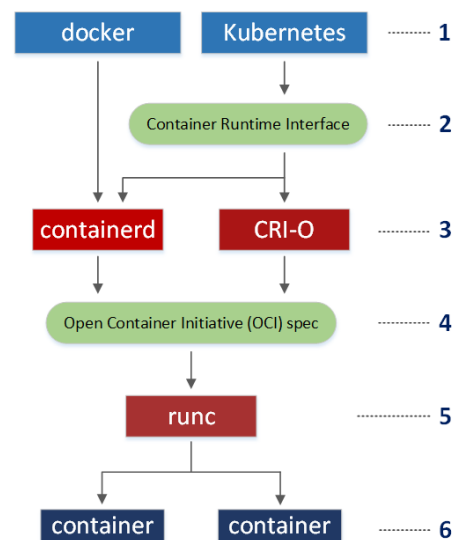 docker
Kubernetes
1
Container Runtime Interface
2
containerd
CRI-O
3
Open Container Initiative (OCI) spec
4
runc
5
container
container
6